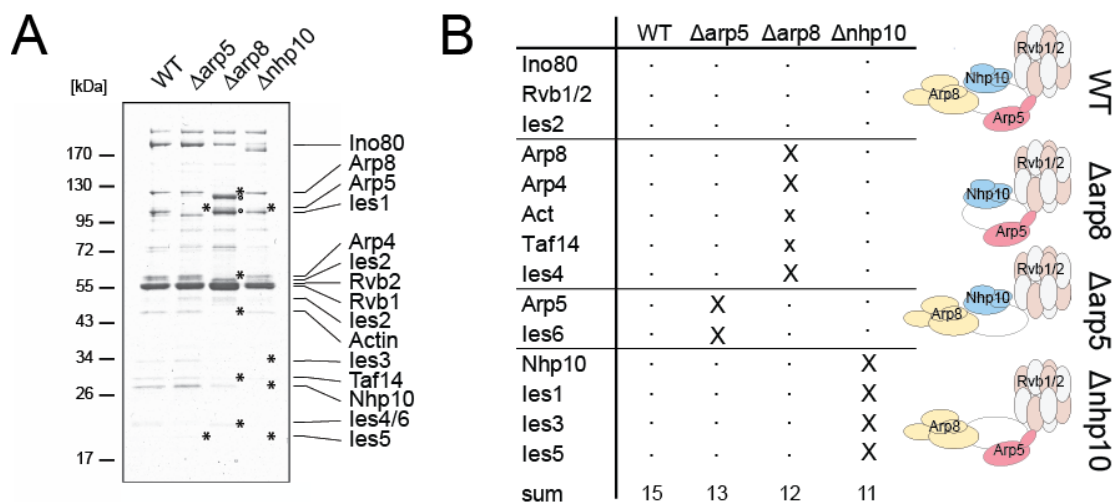 A
WT Δarp5 Δarp8 Δnhp10
[kDa]
170
130
95
72
55
43
34
26
17
Ino80
Arp8
Arp5
Ies1
Arp4
Ies2
Rvb2
Rvb1
Ies2
Actin
Ies3
Taf14
Nhp10
Ies4/6
Ies5
B
WT Δarp5 Δarp8 Δnhp10
Ino80 . . . .
Rvb1/2 . . . .
Ies2 . . . .
Arp8 . . X .
Arp4 . . X .
Act . . x .
Taf14 . . x .
Ies4 . . X .
Arp5 . X . .
Ies6 . X . .
Nhp10 . . . X
Ies1 . . . X
Ies3 . . . X
Ies5 . . . X
sum 15 13 12 11
Rvb1/2
Nhp10
Arp8
Arp5
WT
Rvb1/2
Nhp10
Arp5
Δarp8
Rvb1/2
Nhp10
Arp8
Δarp5
Rvb1/2
Arp8
Arp5
Δnhp10